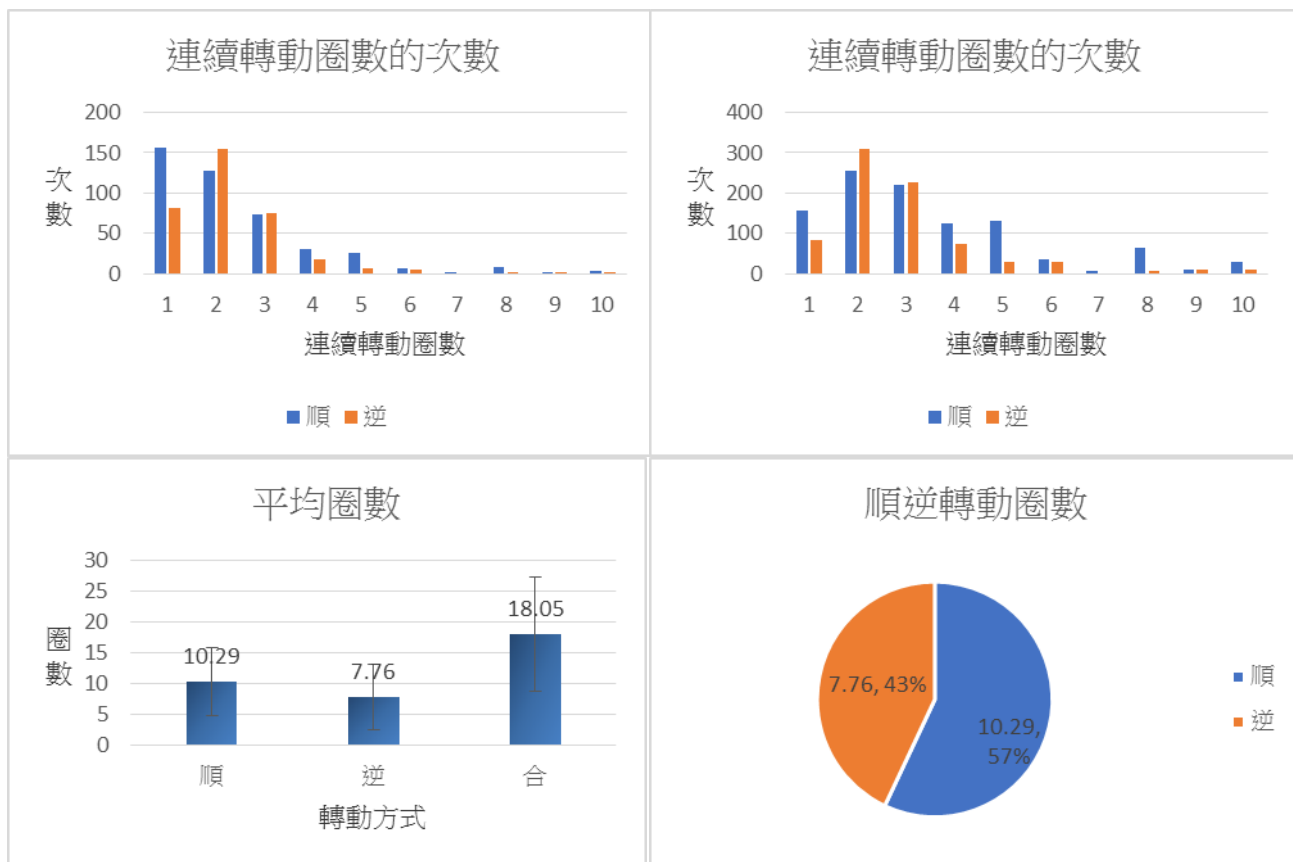 連續轉動圈數的次數
200
150
100
50
0
次數
1 2 3 4 5 6 7 8 9 10
連續轉動圈數
順 逆
連續轉動圈數的次數
400
300
200
100
0
次數
1 2 3 4 5 6 7 8 9 10
連續轉動圈數
順 逆
平均圈數
30
25
20
15
10
5
0
圈數
10.29
7.76
18.05
順 逆 合
轉動方式
順逆轉動圈數
7.76, 43%
10.29,
57%
順
逆